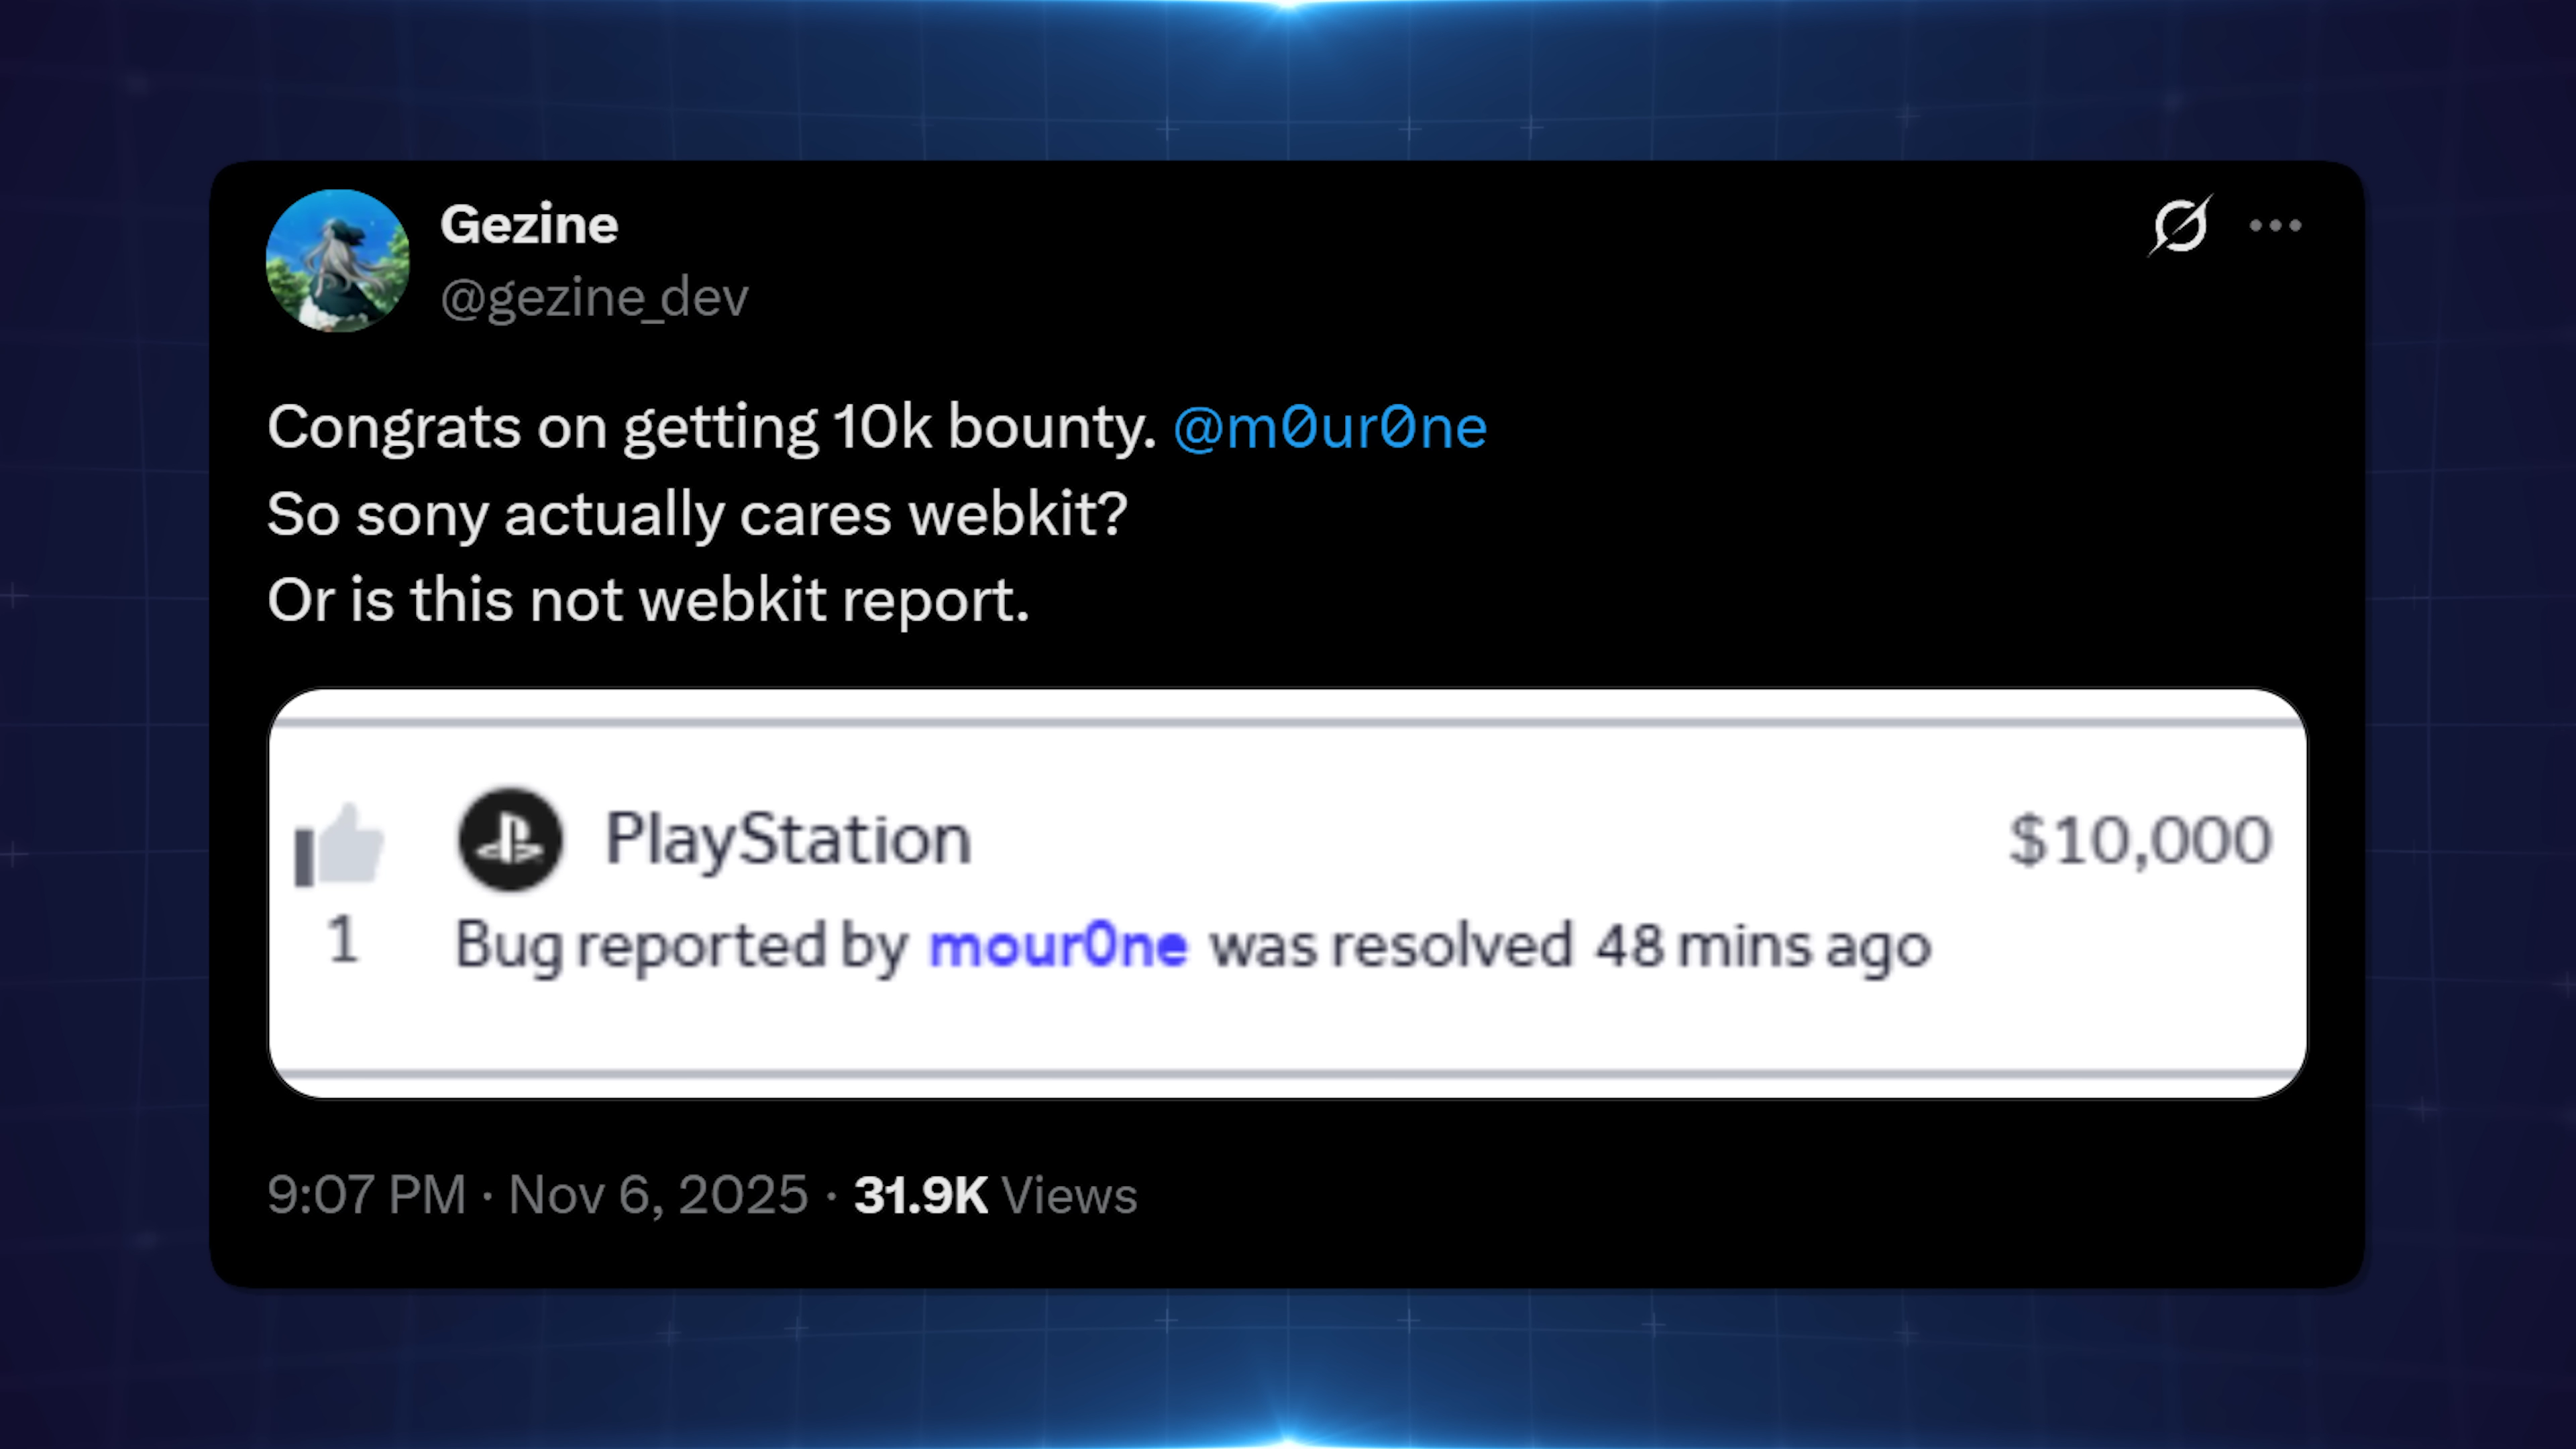 Gezine
@gezine_dev
Congrats on getting 10k bounty. @m0ur0ne
So sony actually cares webkit?
Or is this not webkit report.
PlayStation $10,000
1 Bug reported by mour0ne was resolved 48 mins ago
9:07 PM · Nov 6, 2025 · 31.9K Views